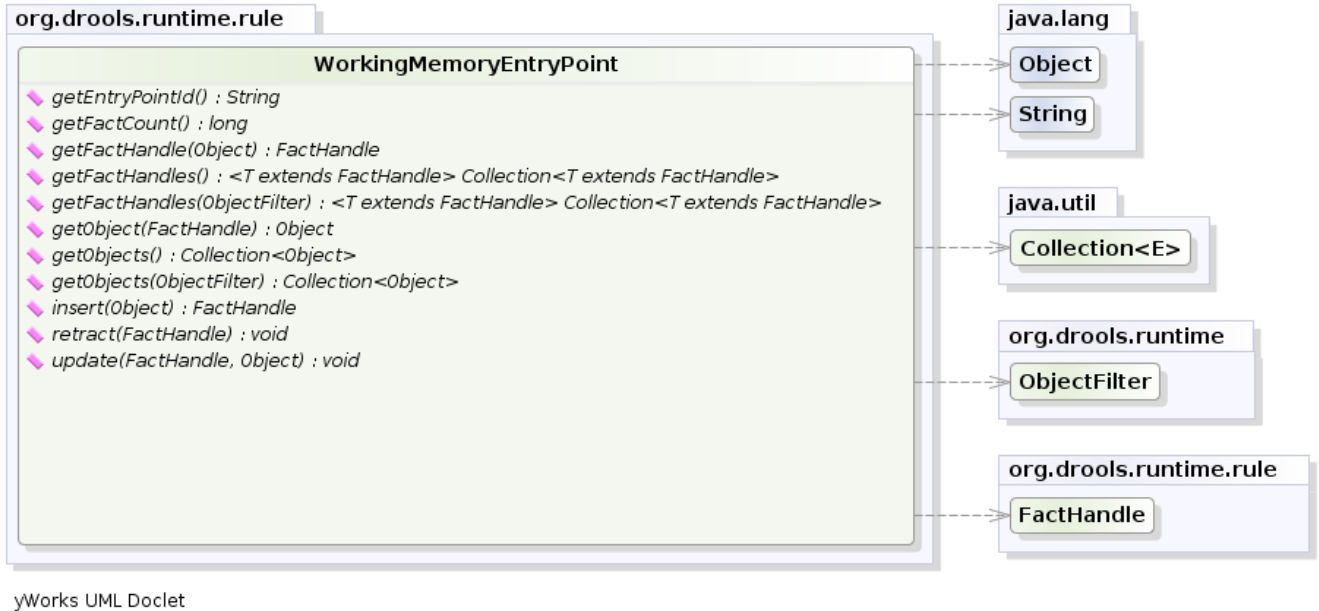 org.drools.runtime.rule
WorkingMemoryEntryPoint
getEntryPointId() : String
getFactCount() : long
getFactHandle(Object) : FactHandle
getFactHandles() : <T extends FactHandle> Collection<T extends FactHandle>
getFactHandles(ObjectFilter) : <T extends FactHandle> Collection<T extends FactHandle>
getObject(FactHandle) : Object
getObjects() : Collection<Object>
getObjects(ObjectFilter) : Collection<Object>
insert(Object) : FactHandle
retract(FactHandle) : void
update(FactHandle, Object) : void
java.lang
Object
String
java.util
Collection<E>
org.drools.runtime
ObjectFilter
org.drools.runtime.rule
FactHandle
yWorks UML Doclet